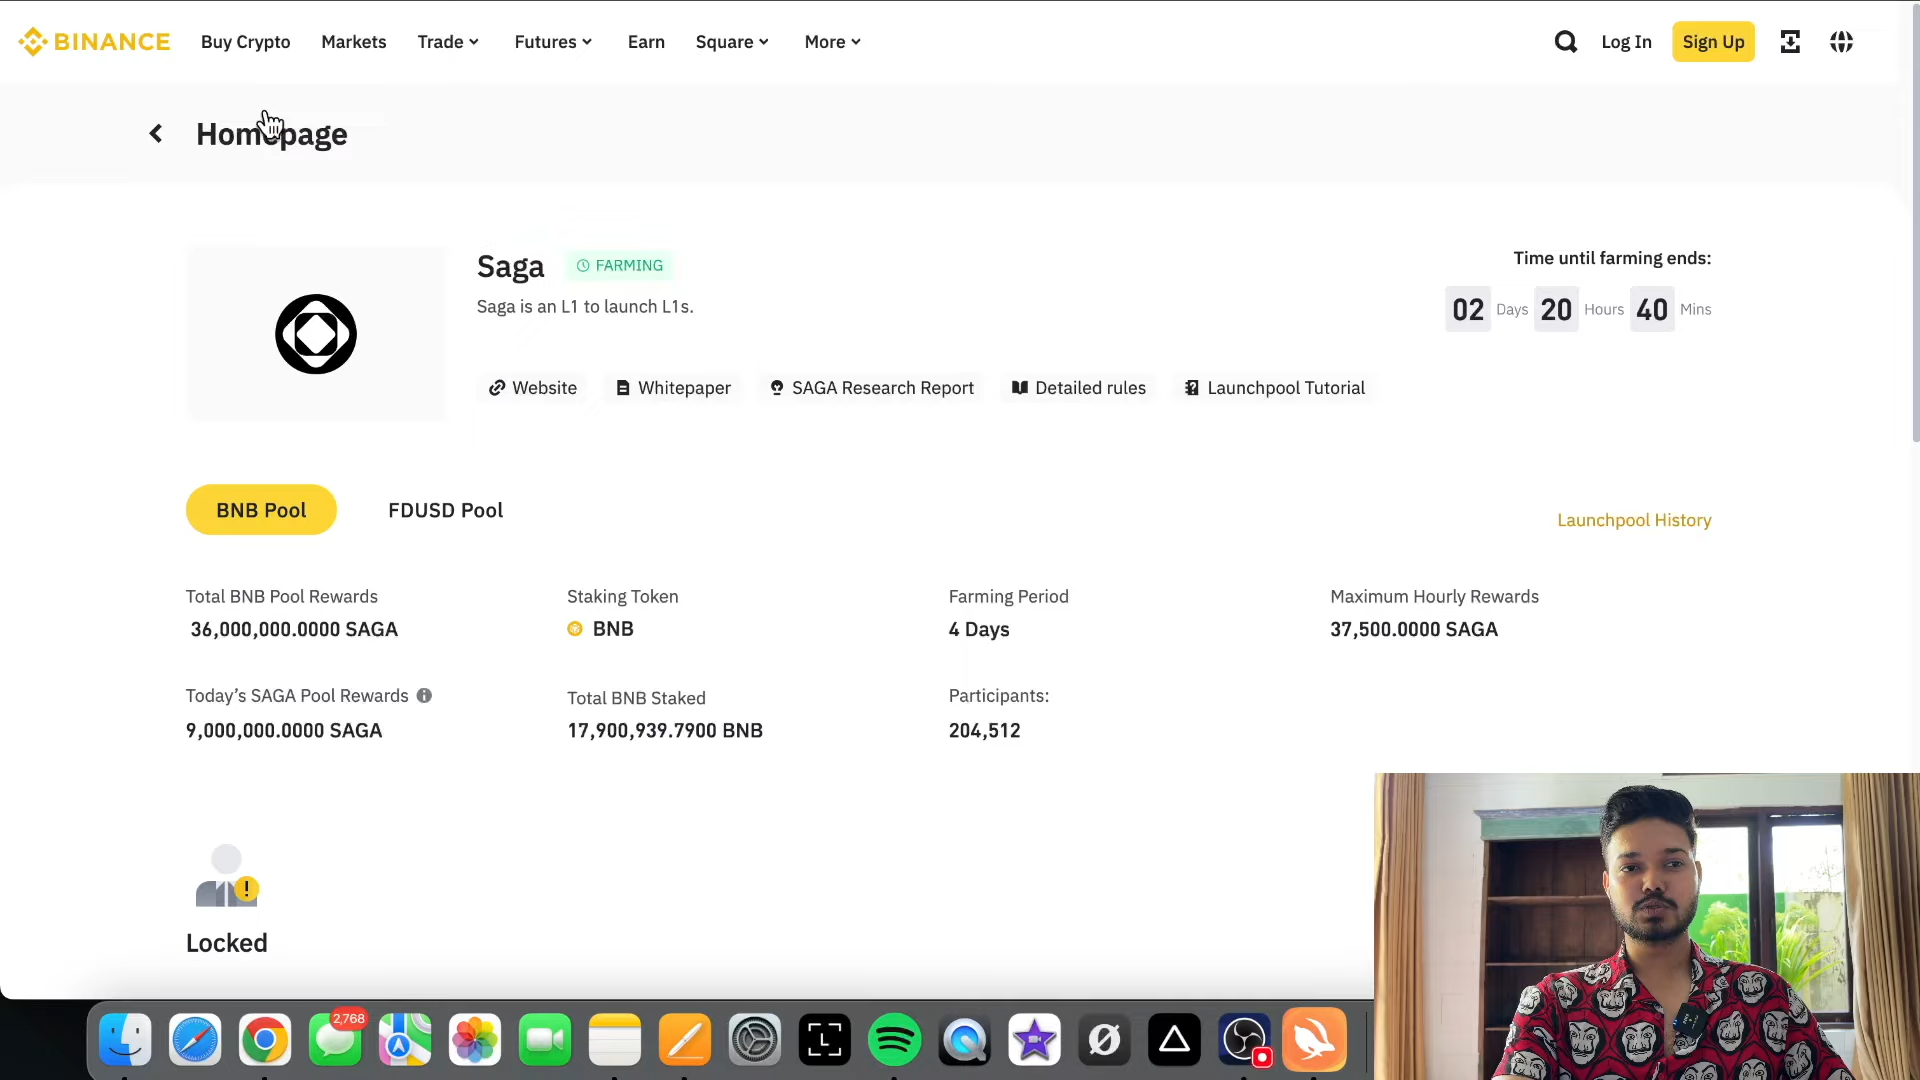 BINANCE Buy Crypto Markets Trade Futures Earn Square More Log In Sign Up
Homepage
Saga FARMING
Saga is an L1 to launch L1s.
Time until farming ends:
02 Days 20 Hours 40 Mins
Website Whitepaper SAGA Research Report Detailed rules Launchpool Tutorial
BNB Pool FDUSD Pool
Launchpool History
Total BNB Pool Rewards Staking Token Farming Period Maximum Hourly Rewards
36,000,000.0000 SAGA BNB 4 Days 37,500.0000 SAGA
Today's SAGA Pool Rewards Total BNB Staked Participants:
9,000,000.0000 SAGA 17,900,939.7900 BNB 204,512
!
Locked
2,768